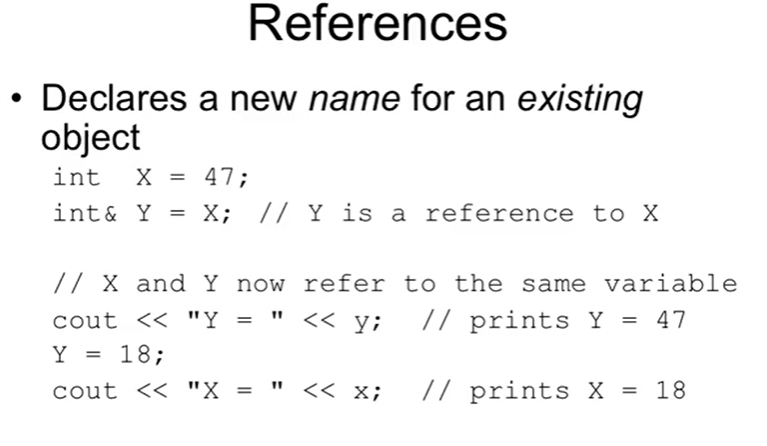 References
• Declares a new name for an existing
object
int  X = 47;
int& Y = X; // Y is a reference to X
// X and Y now refer to the same variable
cout << "Y = " << y;  // prints Y = 47
Y = 18;
cout << "X = " << x;  // prints X = 18